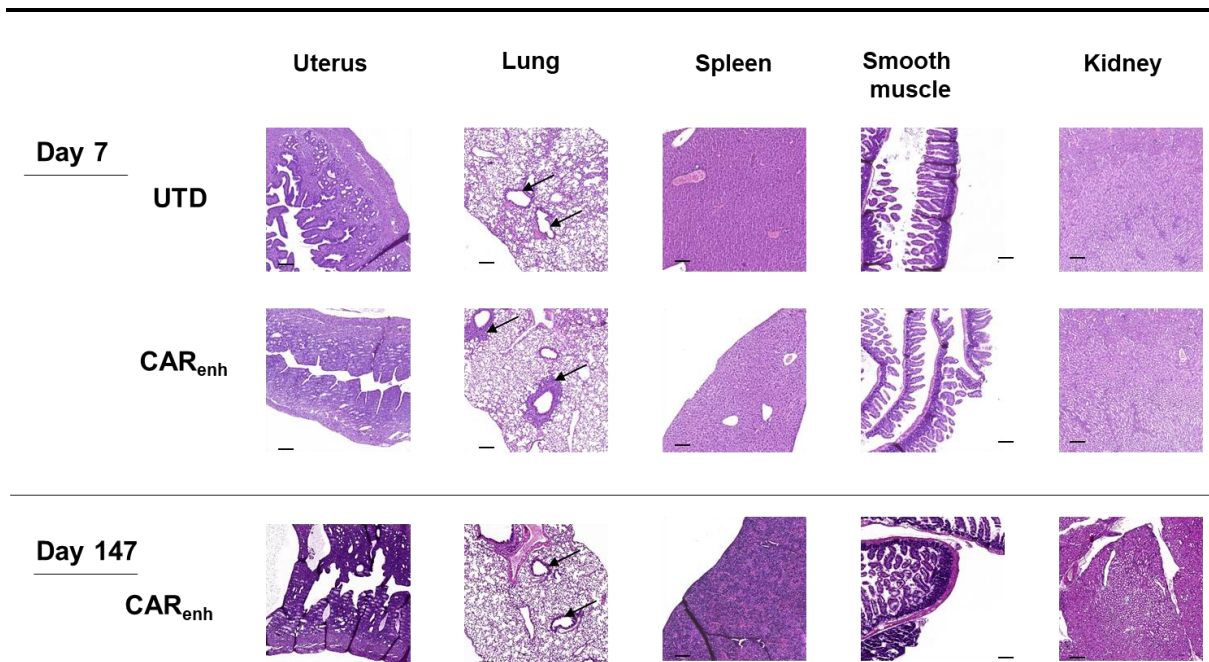 Uterus Lung Spleen Smooth muscle Kidney
Day 7
UTD
CARenh
Day 147
CARenh